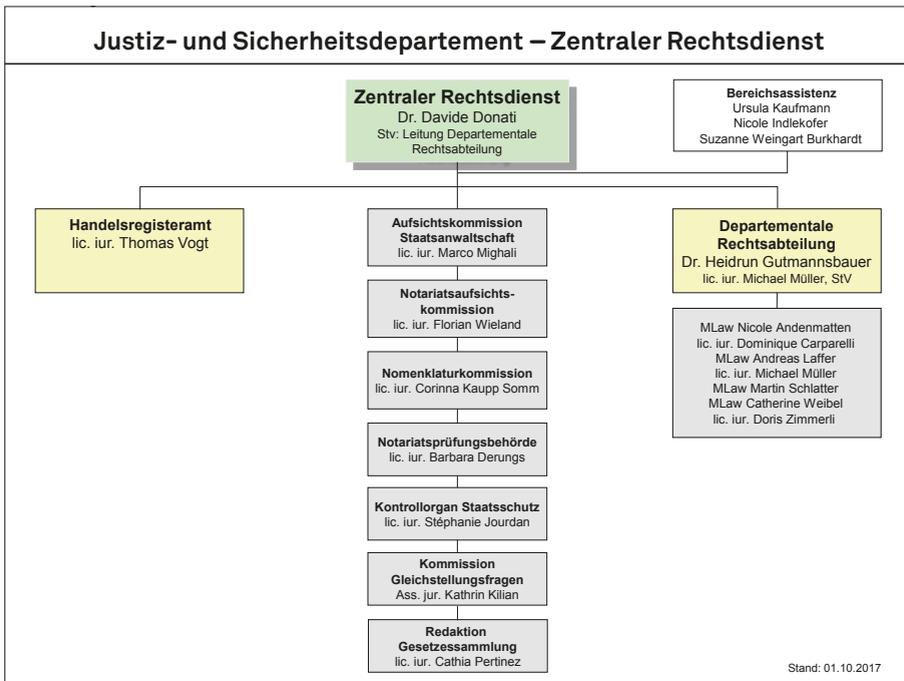 Justiz- und Sicherheitsdepartement – Zentraler Rechtsdienst
Zentraler Rechtsdienst
Dr. Davide Donati
Stv: Leitung Departementale
Rechtsabteilung
Bereichsassistenz
Ursula Kaufmann
Nicole Indlekofer
Suzanne Weingart Burkhardt
Handelsregisteramt
lic. iur. Thomas Vogt
Aufsichtskommission
Staatsanwaltschaft
lic. iur. Marco Mighali
Notariatsaufsichts-
kommission
lic. iur. Florian Wieland
Nomenklaturkommission
lic. iur. Corinna Kaupp Somm
Notariatsprüfungsbehörde
lic. iur. Barbara Derungs
Kontrollorgan Staatsschutz
lic. iur. Stéphanie Jourdan
Kommission
Gleichstellungsfragen
Ass. jur. Kathrin Kilian
Redaktion
Gesetzessammlung
lic. iur. Cathia Pertinez
Departementale
Rechtsabteilung
Dr. Heidrun Gutmannsbauer
lic. iur. Michael Müller, StV
MLaw Nicole Andenmatten
lic. iur. Dominique Carparelli
MLaw Andreas Laffer
lic. iur. Michael Müller
MLaw Martin Schlatter
MLaw Catherine Weibel
lic. iur. Doris Zimmerli
Stand: 01.10.2017